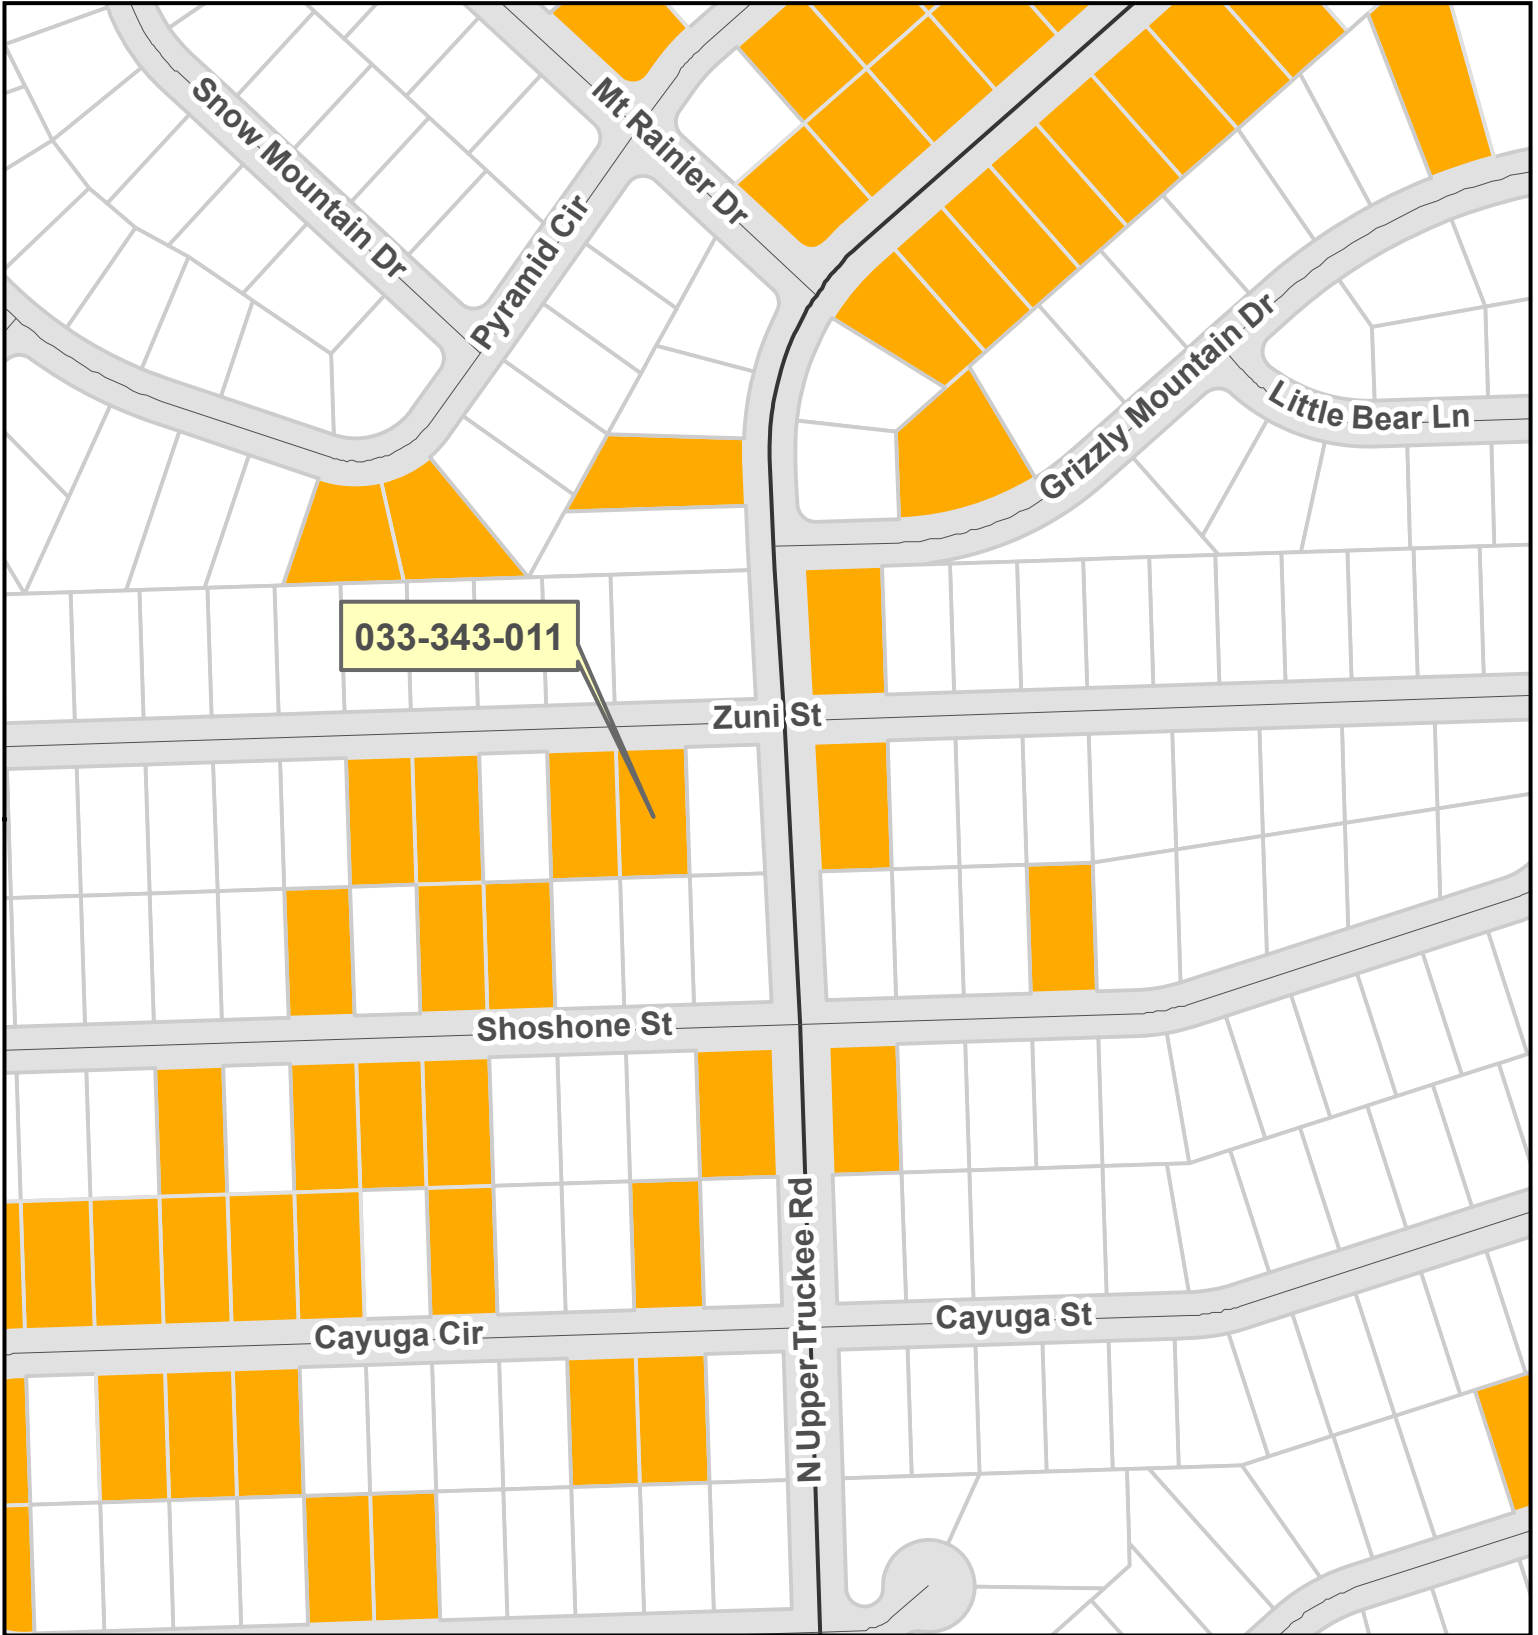 Snow Mountain Dr
Mt Rainier Dr
Pyramid Cir
Grizzly Mountain Dr
Little Bear Ln
033-343-011
Zuni St
Shoshone St
N Upper Truckee Rd
Cayuga Cir
Cayuga St